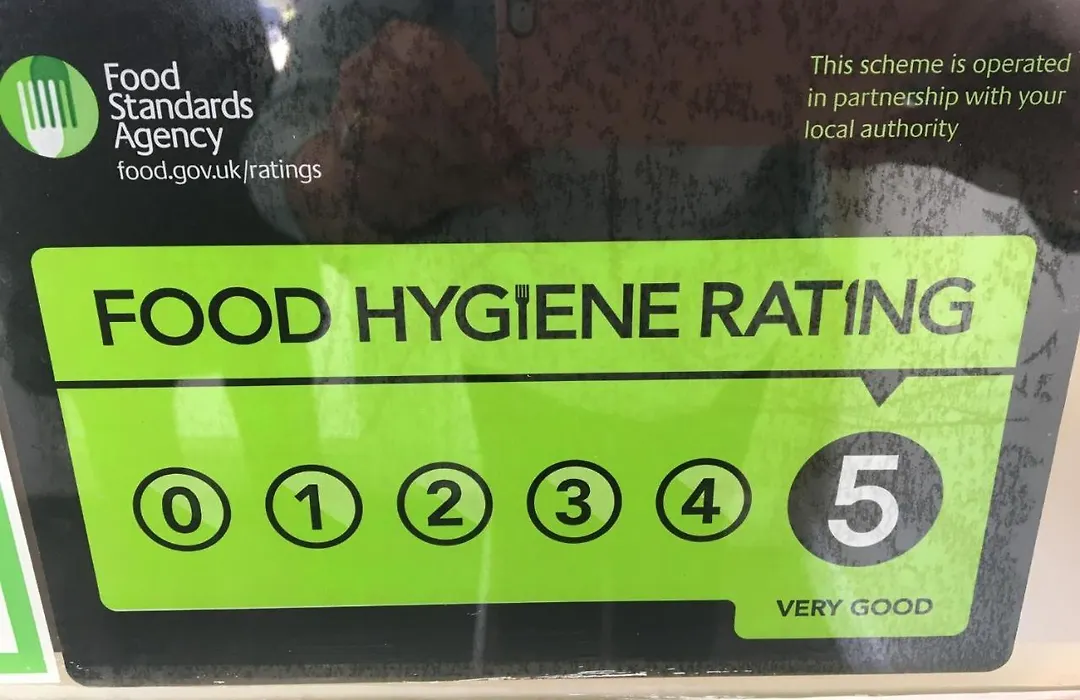 Food
Standards
Agency
food.gov.uk/ratings
This scheme is operated
in partnership with your
local authority
FOOD HYGIENE RATING
0 1 2 3 4 5
VERY GOOD